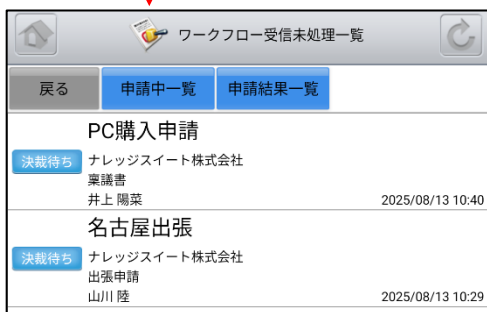 ワークフロー受信未処理一覧
戻る 申請中一覧 申請結果一覧
PC購入申請
決裁待ち ナレッジスイート株式会社
稟議書
井上 陽菜 2025/08/13 10:40
名古屋出張
決裁待ち ナレッジスイート株式会社
出張申請
山川 陸 2025/08/13 10:29